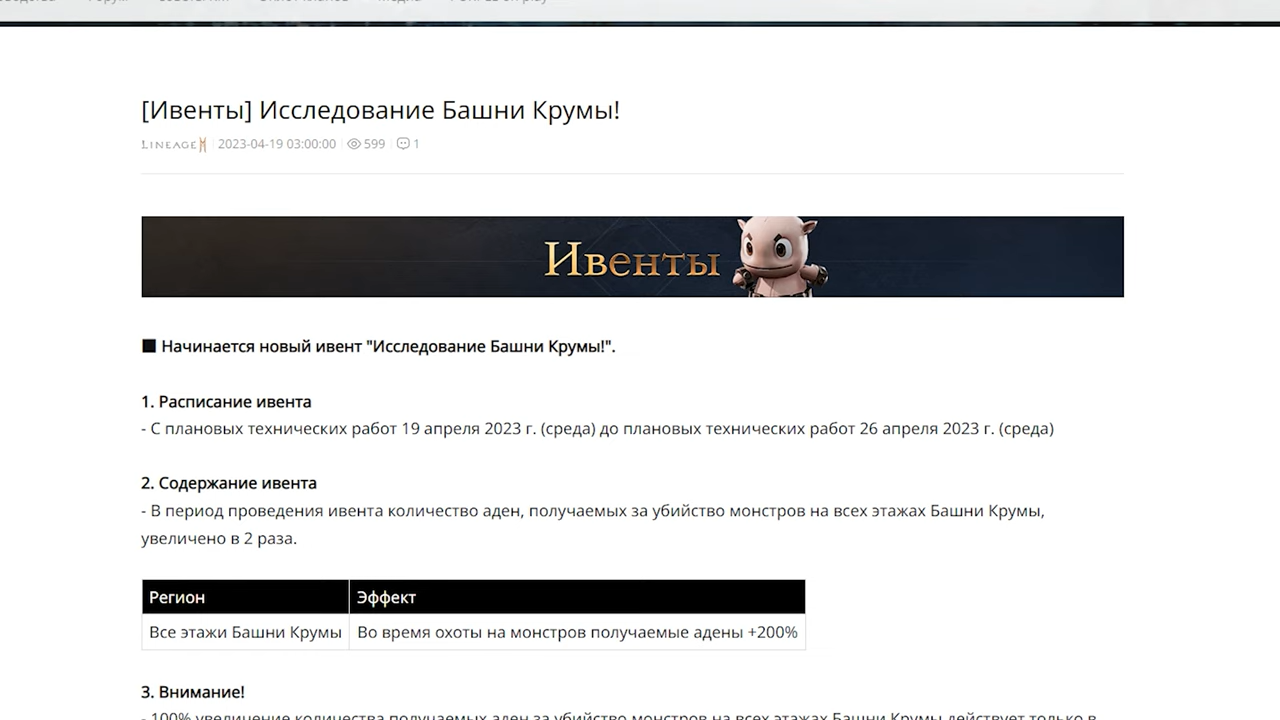 [Ивенты] Исследование Башни Крумы!
LINEAGE M 2023-04-19 03:00:00 599 1
Ивенты
■ Начинается новый ивент "Исследование Башни Крумы!".
1. Расписание ивента
- С плановых технических работ 19 апреля 2023 г. (среда) до плановых технических работ 26 апреля 2023 г. (среда)
2. Содержание ивента
- В период проведения ивента количество аден, получаемых за убийство монстров на всех этажах Башни Крумы,
увеличено в 2 раза.
Регион Эффект
Все этажи Башни Крумы Во время охоты на монстров получаемые адены +200%
3. Внимание!
- 100% увеличение количества получаемых аден за убийство монстров на всех этажах Башни Крумы действует только в